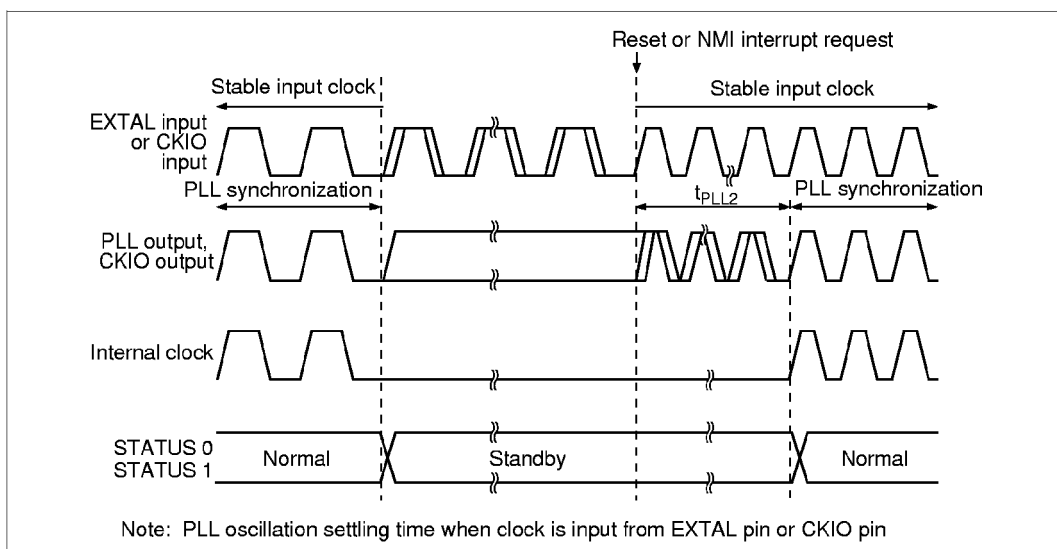 Reset or NMI interrupt request
Stable input clock
Stable input clock
EXTAL input
or CKIO
input
PLL synchronization
tPLL2
PLL synchronization
PLL output,
CKIO output
Internal clock
STATUS 0
STATUS 1
Normal
Standby
Normal
Note: PLL oscillation settling time when clock is input from EXTAL pin or CKIO pin